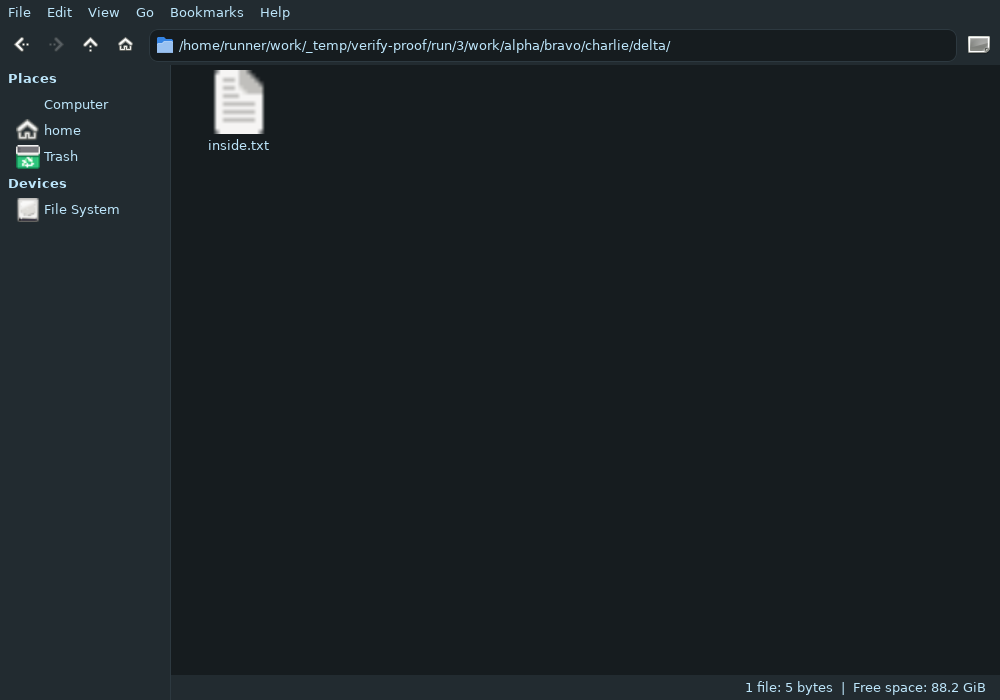 File Edit View Go Bookmarks Help
/home/runner/work/_temp/verify-proof/run/3/work/alpha/bravo/charlie/delta/
Places
Computer
home
Trash
Devices
File System
inside.txt
1 file: 5 bytes | Free space: 88.2 GiB